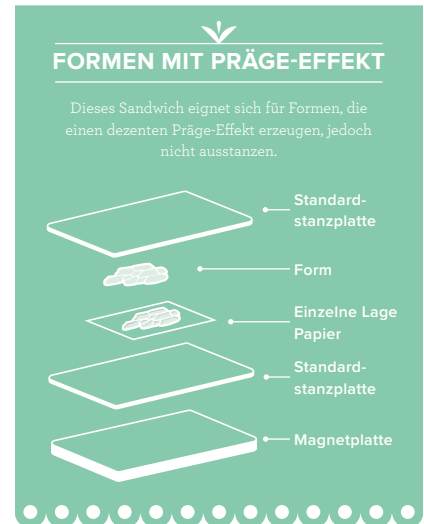 FORMEN MIT PRÄGE-EFFEKT
Dieses Sandwich eignet sich für Formen, die
einen dezenten Präge-Effekt erzeugen, jedoch
nicht ausstanzen.
Standard-
stanzplatte
Form
Einzelne Lage
Papier
Standard-
stanzplatte
Magnetplatte